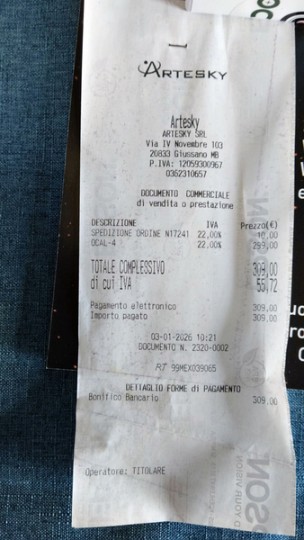 ARTESKY
Artesky
ARTESKY SRL
Via IV Novembre 103
20833 Giussano MB
P.IVA: 12059300967
0362310657
DOCUMENTO COMMERCIALE
di vendita o prestazione
DESCRIZIONE IVA Prezzo(€)
SPEDIZIONE ORDINE N17241 22,00% 10,00
OCAL-4 22,00% 299,00
TOTALE COMPLESSIVO 309,00
di cui IVA 55,72
Pagamento elettronico 309,00
Importo pagato 309,00
03-01-2026 10:21
DOCUMENTO N. 2320-0002
RT 99MEX039065
DETTAGLIO FORME di PAGAMENTO
Bonifico Bancario 309,00
Operatore: TITOLARE